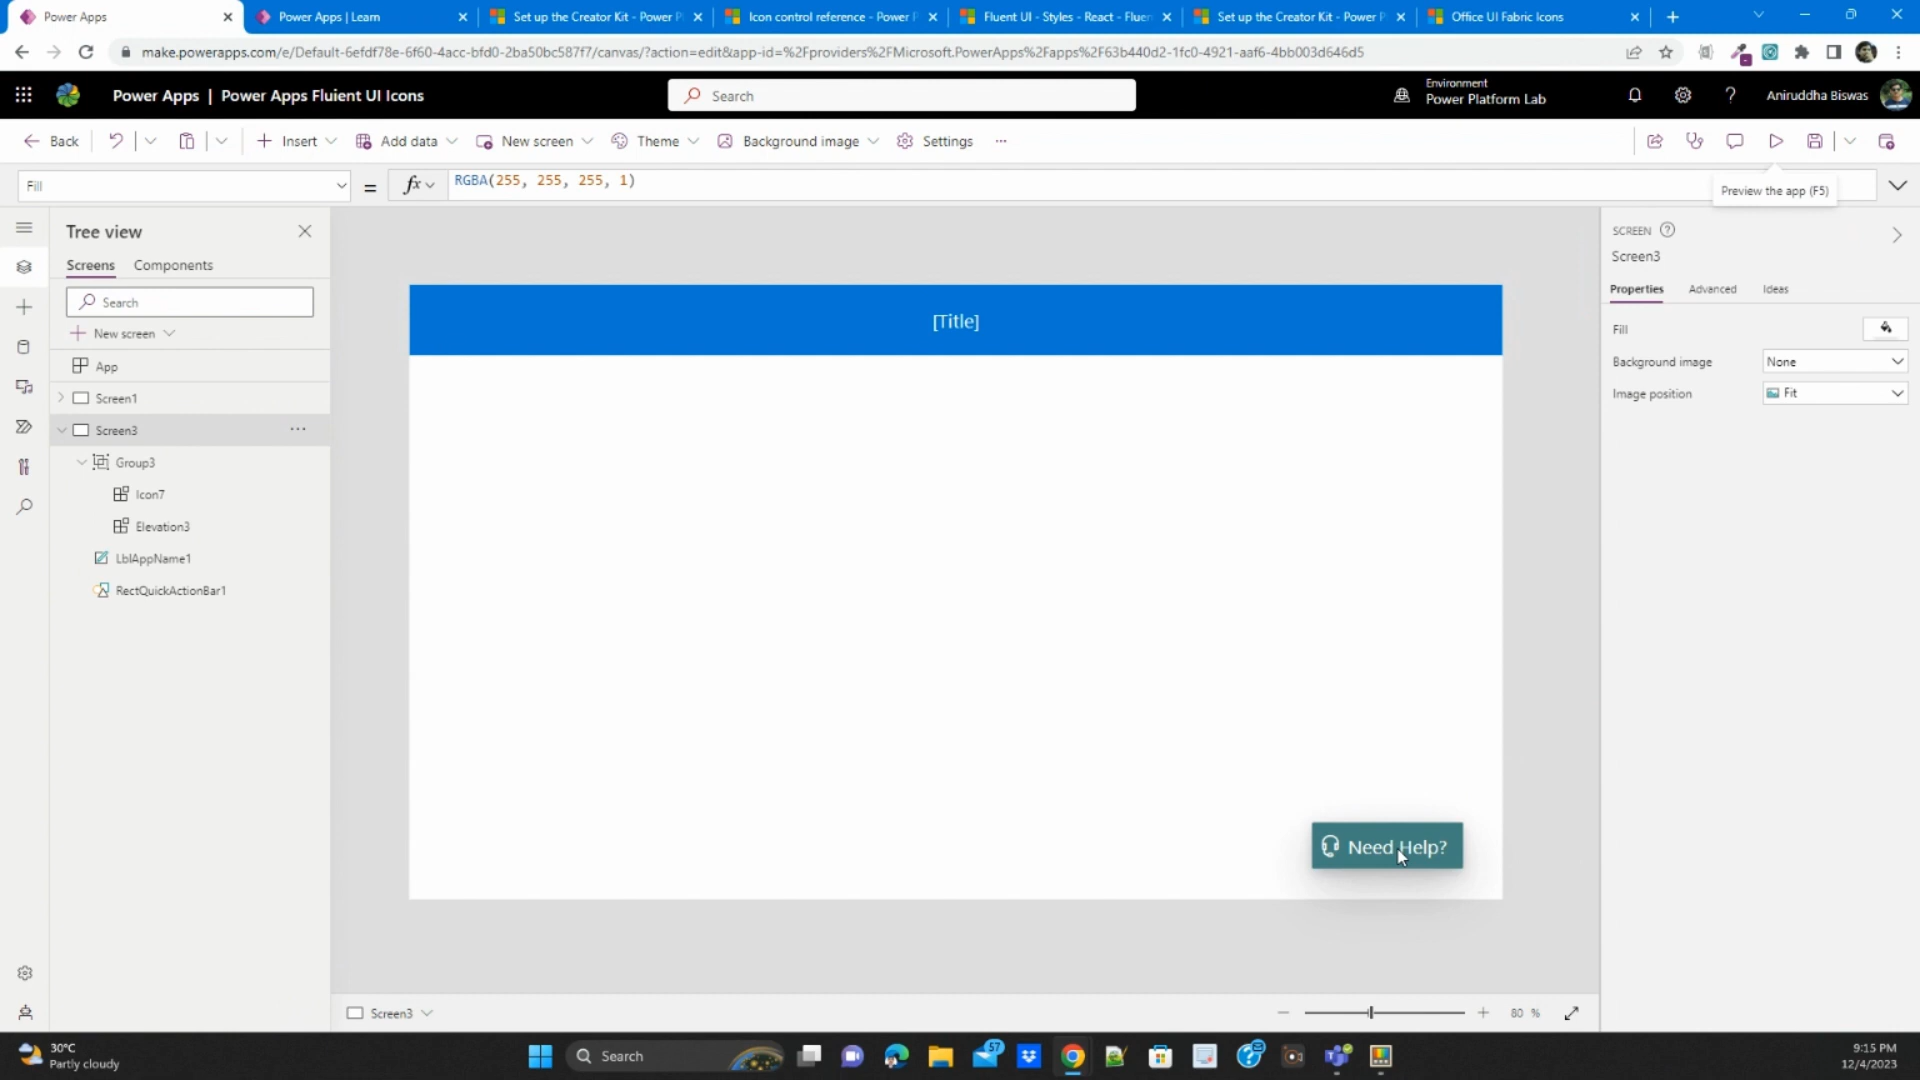 Power Apps
Power Apps | Learn
Set up the Creator Kit - Power P
Icon control reference - Power P
Fluent UI - Styles - React - Fluen
Set up the Creator Kit - Power P
Office UI Fabric Icons
make.powerapps.com/e/Default-6efdf78e-6f60-4acc-bfd0-2ba50bc587f7/canvas/?action=edit&app-id=%2Fproviders%2FMicrosoft.PowerApps%2Fapps%2F63b440d2-1fc0-4921-aaf6-4bb003d646d5
Power Apps | Power Apps Fluient UI Icons
Search
Environment
Power Platform Lab
Aniruddha Biswas
Back
Insert
Add data
New screen
Theme
Background image
Settings
Fill
=
fx
RGBA(255, 255, 255, 1)
Preview the app (F5)
Tree view
Screens
Components
Search
New screen
App
Screen1
Screen3
Group3
Icon7
Elevation3
LblAppName1
RectQuickActionBar1
[Title]
Need Help?
SCREEN
Screen3
Properties
Advanced
Ideas
Fill
Background image
None
Image position
Fit
Screen3
80 %
30°C
Partly cloudy
Search
57
9:15 PM
12/4/2023